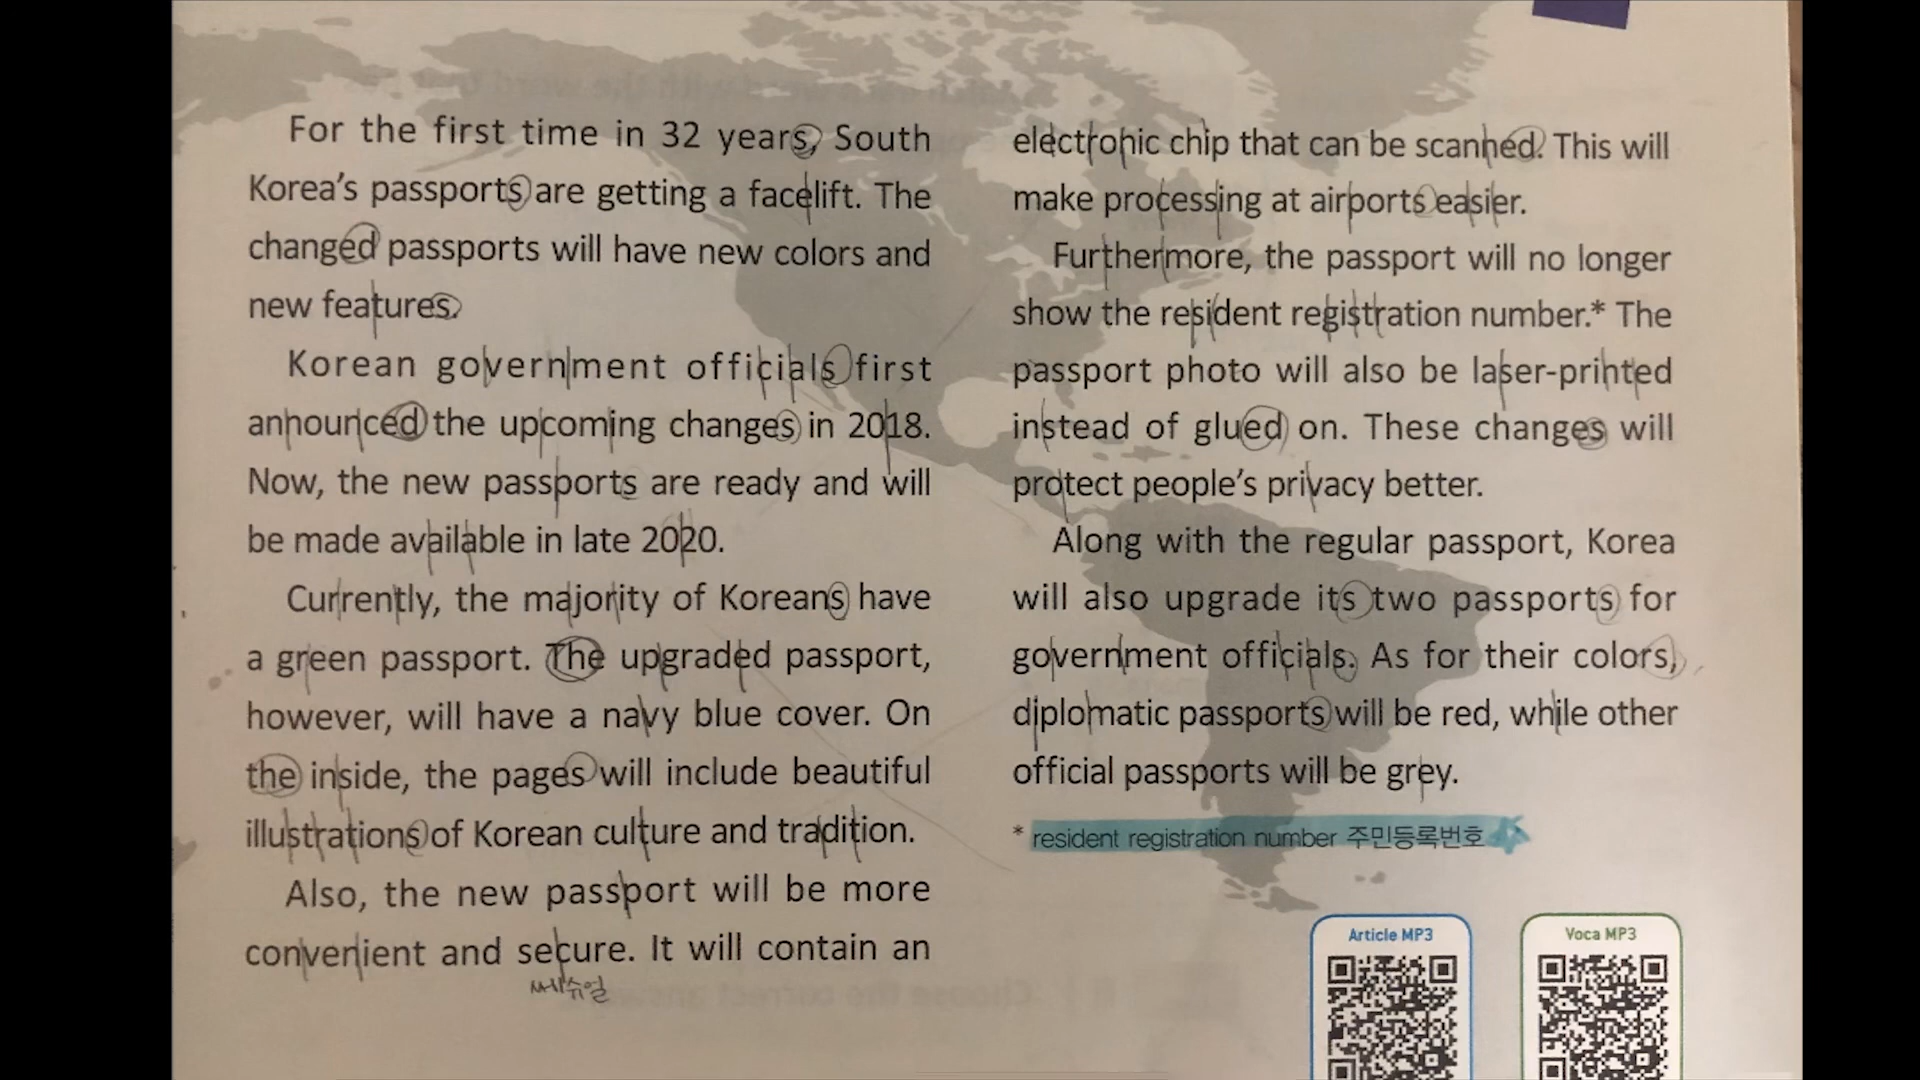 For the first time in 32 years, South
Korea's passports are getting a facelift. The
changed passports will have new colors and
new features.
Korean government officials first
announced the upcoming changes in 2018.
Now, the new passports are ready and will
be made available in late 2020.
Currently, the majority of Koreans have
a green passport. The upgraded passport,
however, will have a navy blue cover. On
the inside, the pages will include beautiful
illustrations of Korean culture and tradition.
Also, the new passport will be more
convenient and secure. It will contain an
쎄큐얼
electronic chip that can be scanned. This will
make processing at airports easier.
Furthermore, the passport will no longer
show the resident registration number.* The
passport photo will also be laser-printed
instead of glued on. These changes will
protect people's privacy better.
Along with the regular passport, Korea
will also upgrade its two passports for
government officials. As for their colors,
diplomatic passports will be red, while other
official passports will be grey.
* resident registration number 주민등록번호
Article MP3
Voca MP3